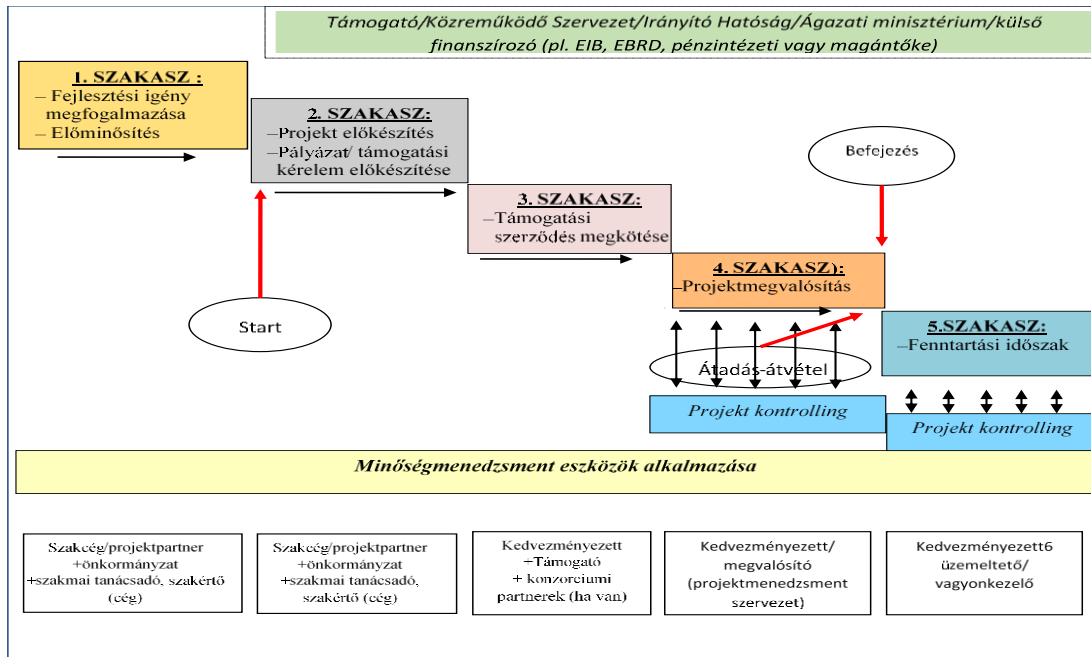 Támogató/Közreműködő Szervezet/Irányító Hatóság/Ágazati minisztérium/külső
finanszírozó (pl. EIB, EBRD, pénzintézeti vagy magántőke)
1. SZAKASZ :
– Fejlesztési igény
megfogalmazása
– Előminősítés
2. SZAKASZ:
–Projekt előkészítés
–Pályázat/ támogatási
kérelem előkészítése
Befejezés
3. SZAKASZ:
–Támogatási
szerződés megkötése
4. SZAKASZ):
–Projektmegvalósítás
Start
5.SZAKASZ:
–Fenntartási időszak
Átadás-átvétel
Projekt kontrolling
Projekt kontrolling
Minőségmenedzsment eszközök alkalmazása
Szakcég/projektpartner
+önkormányzat
+szakmai tanácsadó, szakértő
(cég)
Szakcég/projektpartner
+önkormányzat
+szakmai tanácsadó,
szakértő (cég)
Kedvezményezett
+Támogató
+ konzorciumi
partnerek (ha van)
Kedvezményezett/
megvalósító
(projektmenedzsment
szervezet)
Kedvezményezett6
üzemeltető/
vagyonkezelő